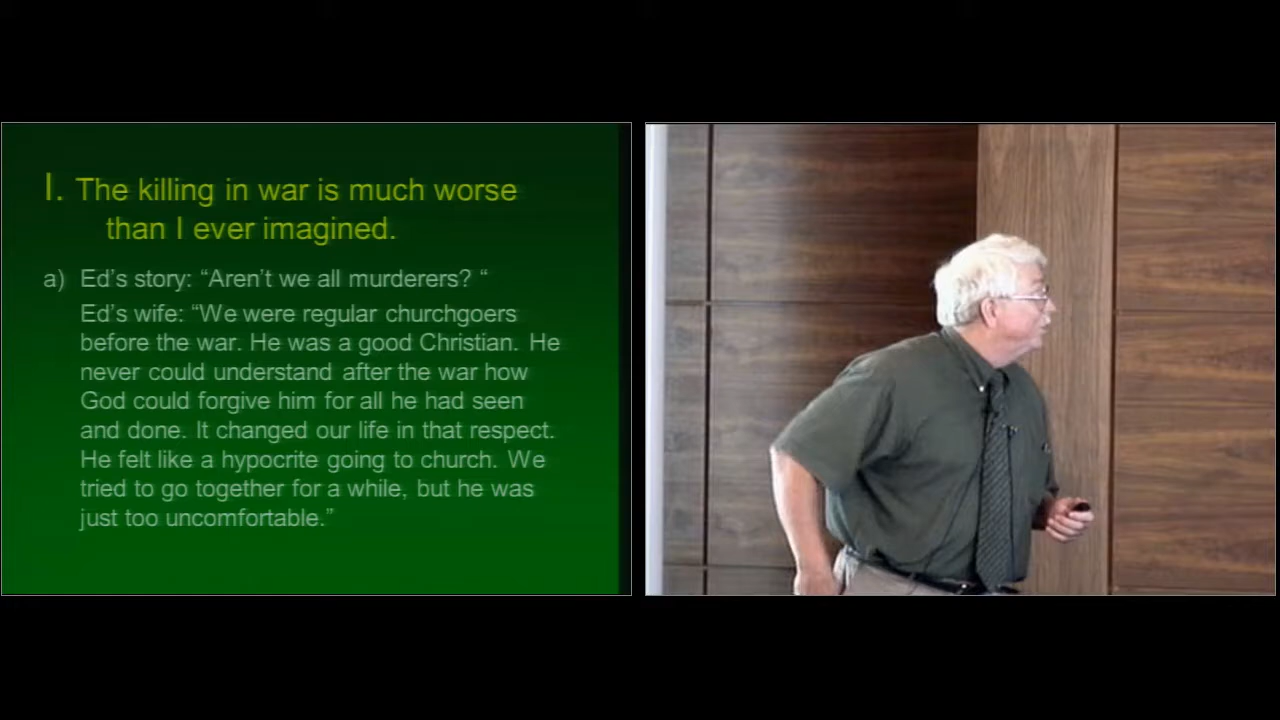 I. The killing in war is much worse
than I ever imagined.
a) Ed's story: “Aren't we all murderers? “
Ed's wife: “We were regular churchgoers
before the war. He was a good Christian. He
never could understand after the war how
God could forgive him for all he had seen
and done. It changed our life in that respect.
He felt like a hypocrite going to church. We
tried to go together for a while, but he was
just too uncomfortable.”